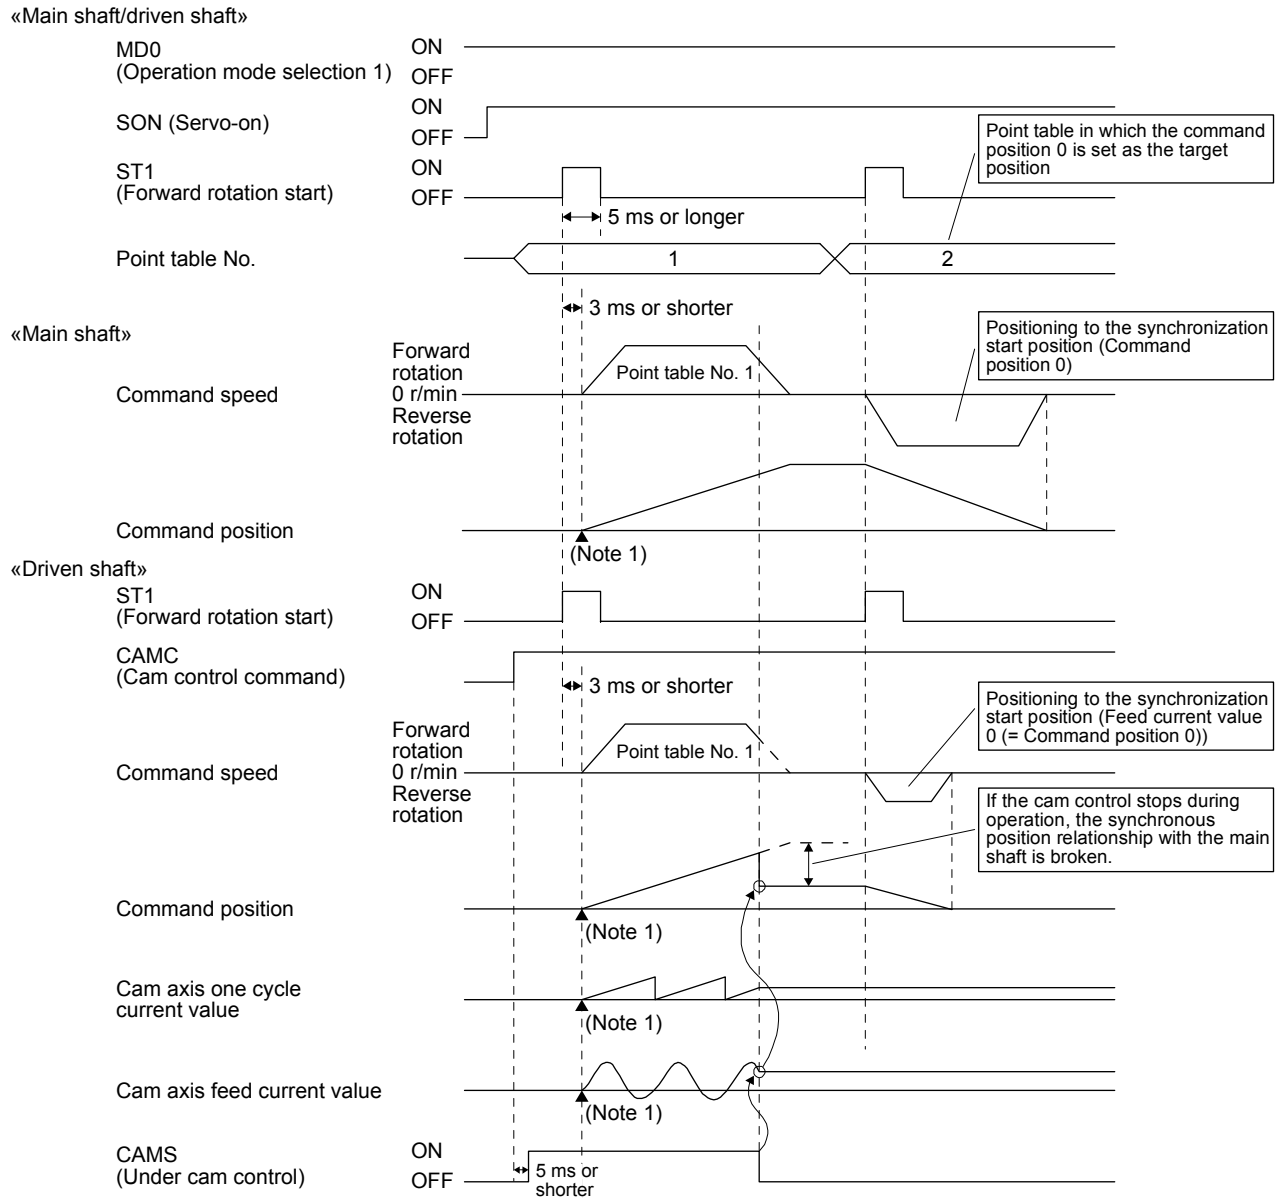 «Main shaft/driven shaft»
MD0
(Operation mode selection 1)
ON
OFF
SON (Servo-on)
ON
OFF
Point table in which the command
position 0 is set as the target
position
ST1
(Forward rotation start)
ON
OFF
5 ms or longer
Point table No.
1
2
3 ms or shorter
«Main shaft»
Positioning to the synchronization
start position (Command
position 0)
Command speed
Forward
rotation
0 r/min
Reverse
rotation
Point table No. 1
Command position
(Note 1)
«Driven shaft»
ST1
(Forward rotation start)
ON
OFF
CAMC
(Cam control command)
3 ms or shorter
Positioning to the synchronization
start position (Feed current value
0 (= Command position 0))
Command speed
Forward
rotation
0 r/min
Reverse
rotation
Point table No. 1
If the cam control stops during
operation, the synchronous
position relationship with the main
shaft is broken.
Command position
(Note 1)
Cam axis one cycle
current value
(Note 1)
Cam axis feed current value
(Note 1)
CAMS
(Under cam control)
ON
OFF
5 ms or
shorter